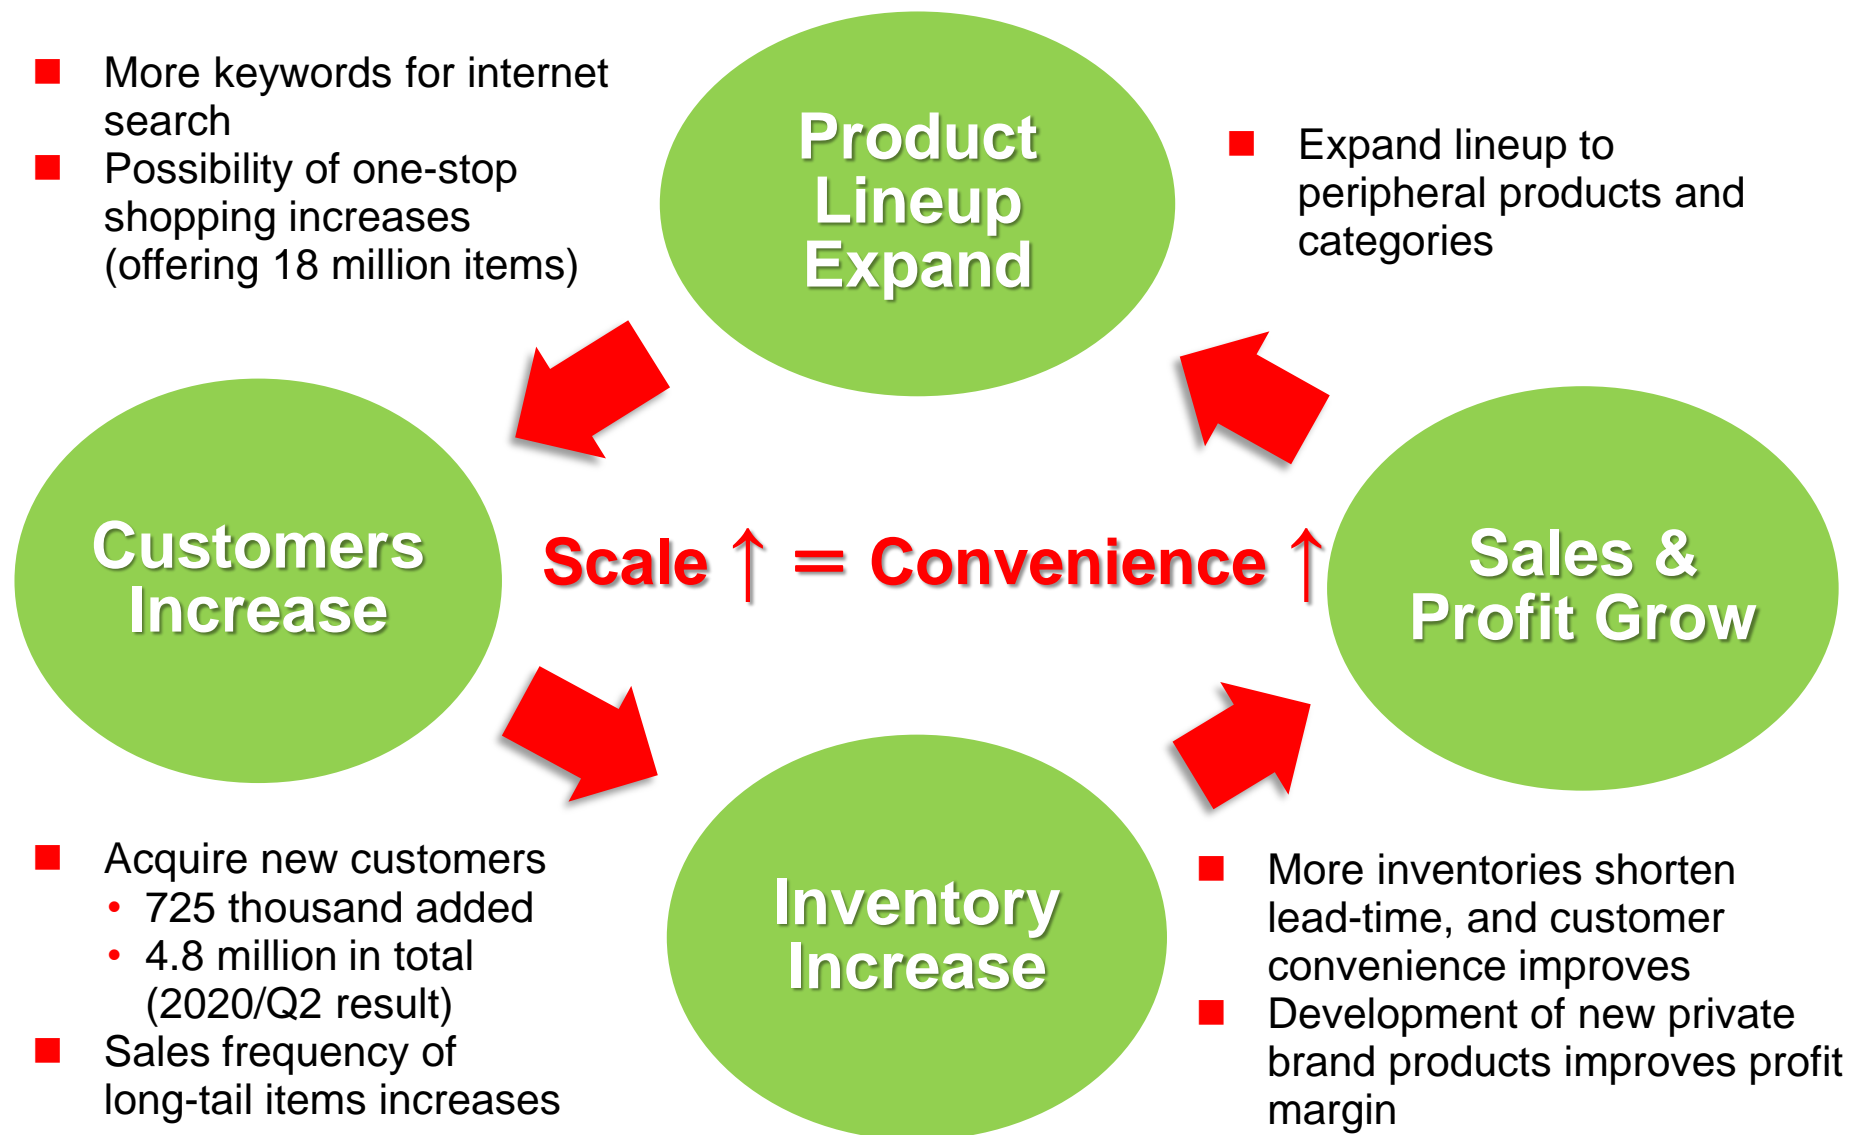 More keywords for internet
search
Possibility of one-stop
shopping increases
(offering 18 million items)
Product
Lineup
Expand
Expand lineup to
peripheral products and
categories
Customers
Increase
Scale ↑ = Convenience ↑
Sales &
Profit Grow
Acquire new customers
• 725 thousand added
• 4.8 million in total
(2020/Q2 result)
Sales frequency of
long-tail items increases
Inventory
Increase
More inventories shorten
lead-time, and customer
convenience improves
Development of new private
brand products improves profit
margin